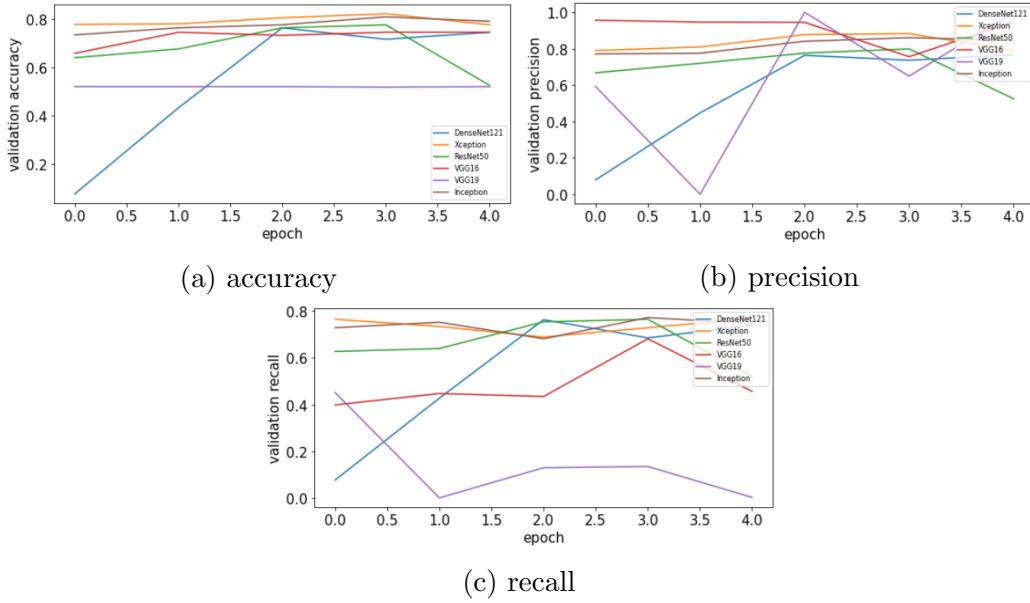 0.8
0.6
0.4
0.2
validation accuracy
DenseNet121
Xception
ResNet50
VGG16
VGG19
Inception
0.0 0.5 1.0 1.5 2.0 2.5 3.0 3.5 4.0
epoch
(a) accuracy
1.0
0.8
0.6
0.4
0.2
0.0
validation precision
DenseNet121
Xception
ResNet50
VGG16
VGG19
Inception
0.0 0.5 1.0 1.5 2.0 2.5 3.0 3.5 4.0
epoch
(b) precision
0.8
0.6
0.4
0.2
0.0
validation recall
DenseNet121
Xception
ResNet50
VGG16
VGG19
Inception
0.0 0.5 1.0 1.5 2.0 2.5 3.0 3.5 4.0
epoch
(c) recall